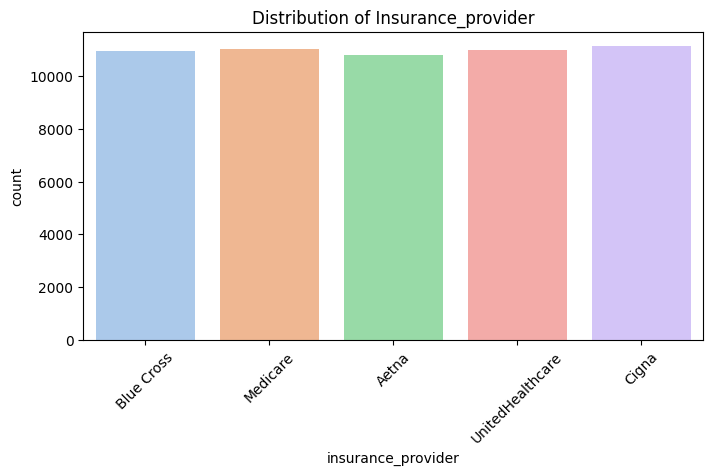 Distribution of Insurance_provider
count
10000
8000
6000
4000
2000
0
Blue Cross
Medicare
Aetna
UnitedHealthcare
Cigna
insurance_provider